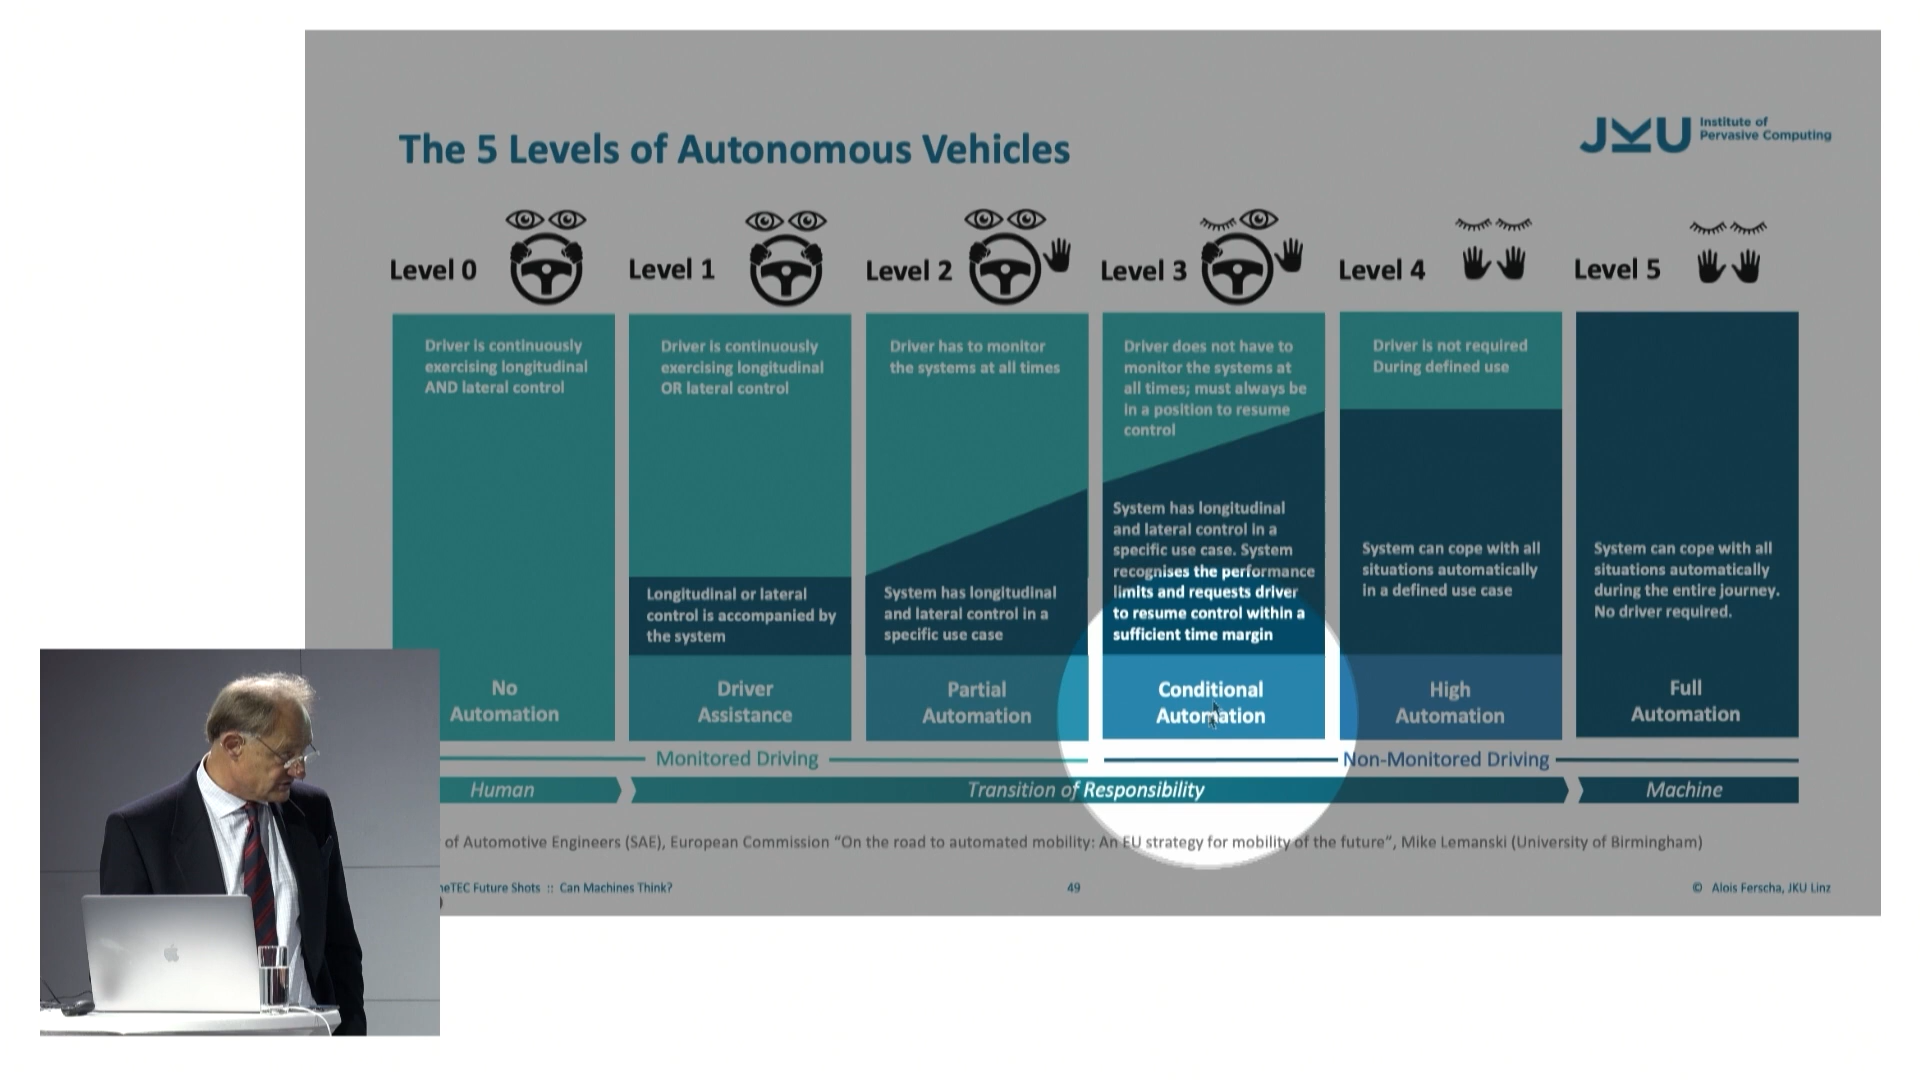 The 5 Levels of Autonomous Vehicles
JKU Institute of
Pervasive Computing
Level 0
Level 1
Level 2
Level 3
Level 4
Level 5
Driver is continuously
exercising longitudinal
AND lateral control
No
Automation
Driver is continuously
exercising longitudinal
OR lateral control
Longitudinal or lateral
control is accompanied by
the system
Driver
Assistance
Driver has to monitor
the systems at all times
System has longitudinal
and lateral control in a
specific use case
Partial
Automation
Driver does not have to
monitor the systems at
all times; must always be
in a position to resume
control
System has longitudinal
and lateral control in a
specific use case. System
recognises the performance
limits and requests driver
to resume control within a
sufficient time margin
Conditional
Automation
Driver is not required
During defined use
System can cope with all
situations automatically
in a defined use case
High
Automation
System can cope with all
situations automatically
during the entire journey.
No driver required.
Full
Automation
Monitored Driving
Non-Monitored Driving
Human
Transition of Responsibility
Machine
of Automotive Engineers (SAE), European Commission “On the road to automated mobility: An EU strategy for mobility of the future”, Mike Lemanski (University of Birmingham)
Future Shots :: Can Machines Think?
49
© Alois Ferscha, JKU Linz